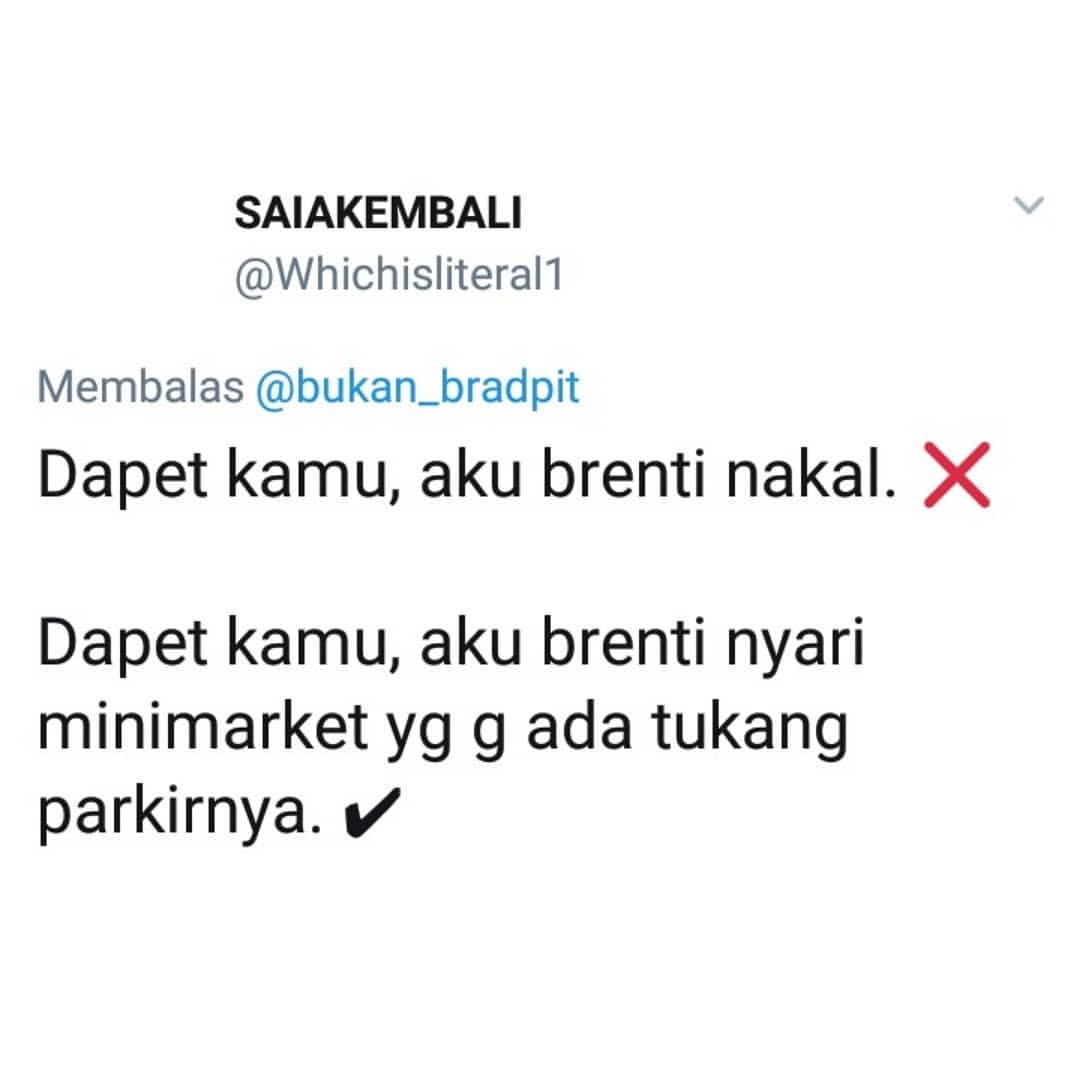 SAIAKEMBALI
@Whichisliteral1
Membalas @bukan_bradpit
Dapet kamu, aku brenti nakal. ❌
Dapet kamu, aku brenti nyari
minimarket yg g ada tukang
parkirnya. ✔